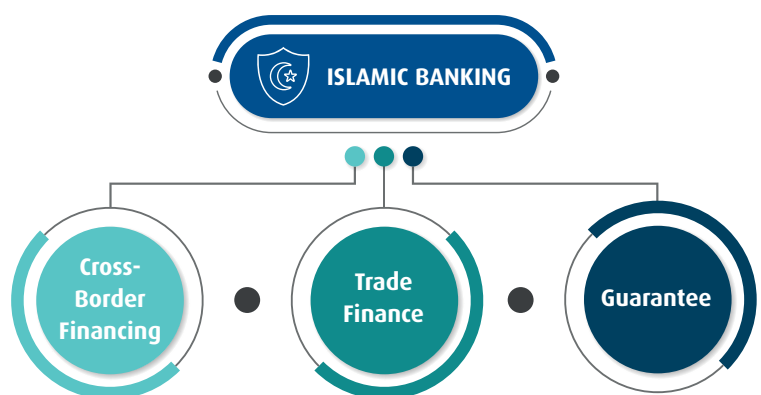 ISLAMIC BANKING
Cross-
Border
Financing
Trade
Finance
Guarantee